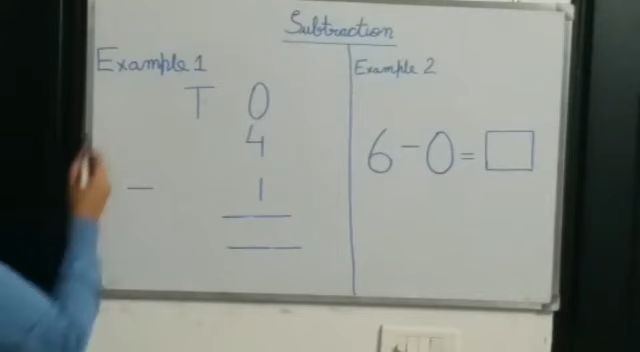 Subtraction
Example 1
T O
4
- 1
Example 2
6 - 0 =